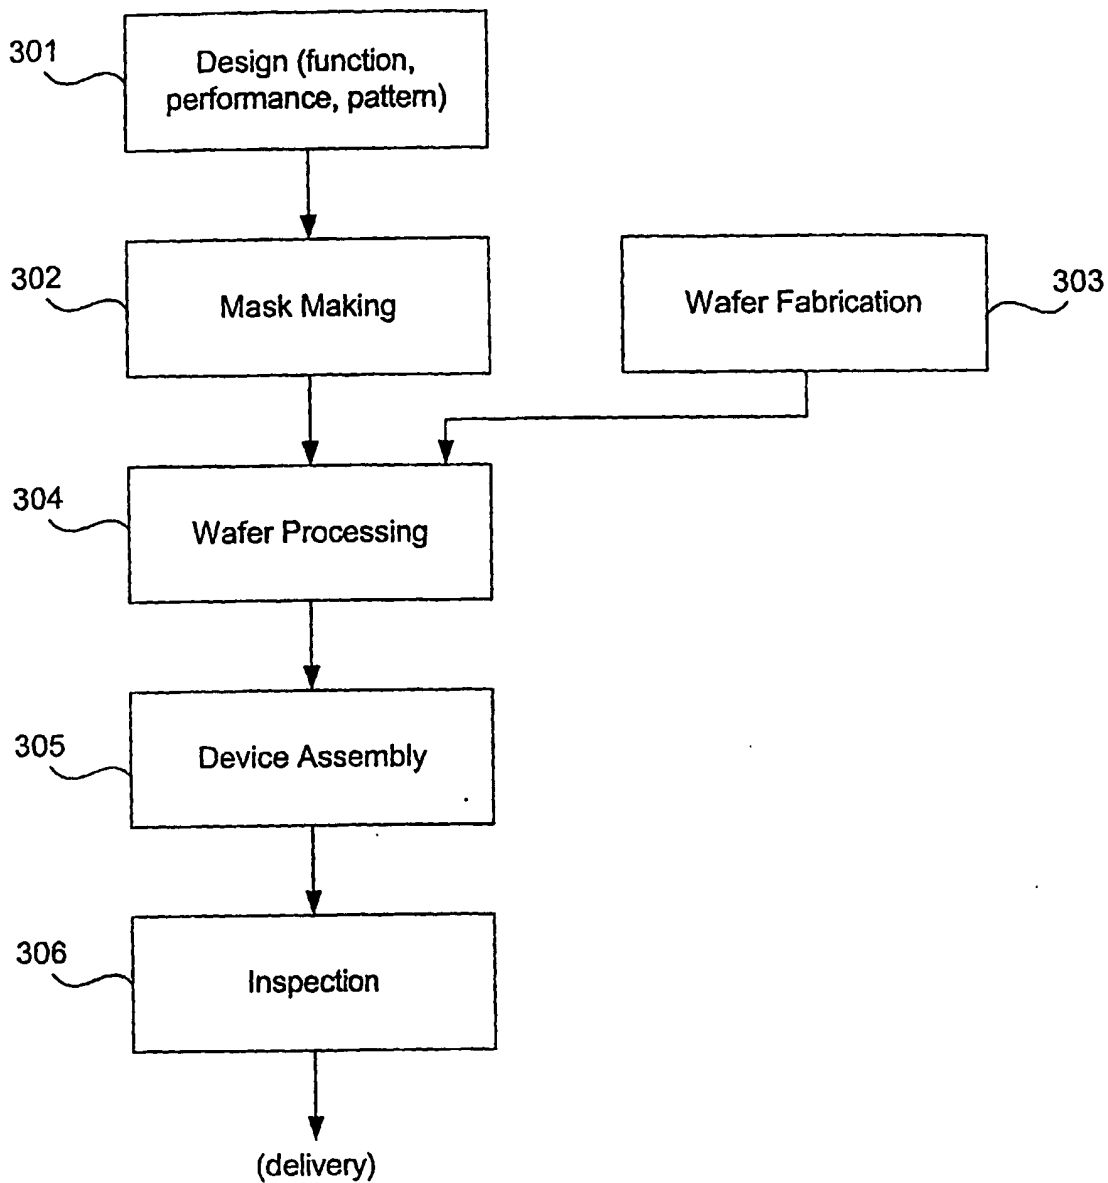 301
Design (function,
performance, pattern)
302
Mask Making
Wafer Fabrication
303
304
Wafer Processing
305
Device Assembly
306
Inspection
(delivery)